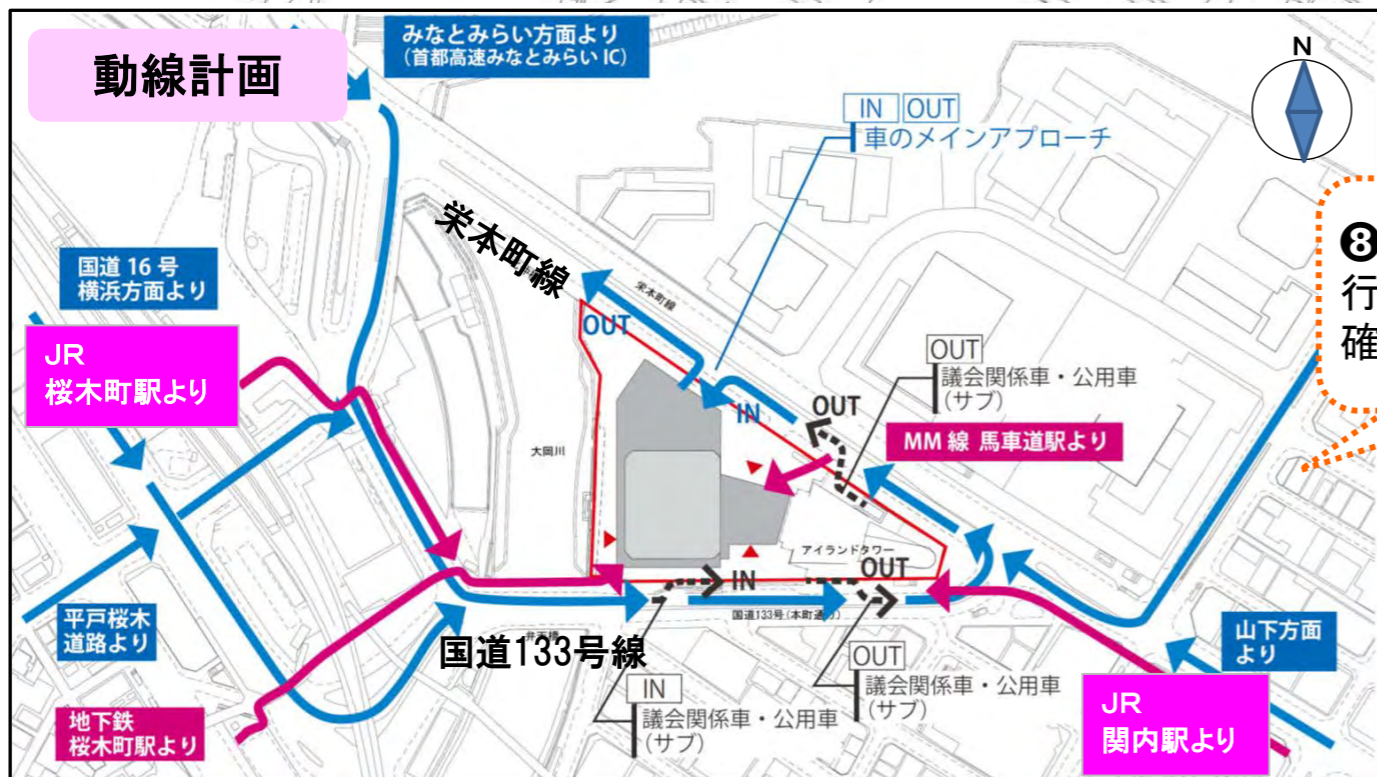 動線計画
みなとみらい方面より
(首都高速みなとみらい IC)
N
IN OUT
車のメインアプローチ
❽
行
確
栄本町線
栄本町線
国道 16 号
横浜方面より
JR
桜木町駅より
OUT
IN
OUT
OUT
議会関係車・公用車
(サブ)
MM 線 馬車道駅より
大岡川
アイランドタワー
IN
OUT
国道133号(本町通り)
平戸桜木
道路より
弁天橋
国道133号線
山下方面
より
IN
議会関係車・公用車
(サブ)
OUT
議会関係車・公用車
(サブ)
JR
関内駅より
地下鉄
桜木町駅より